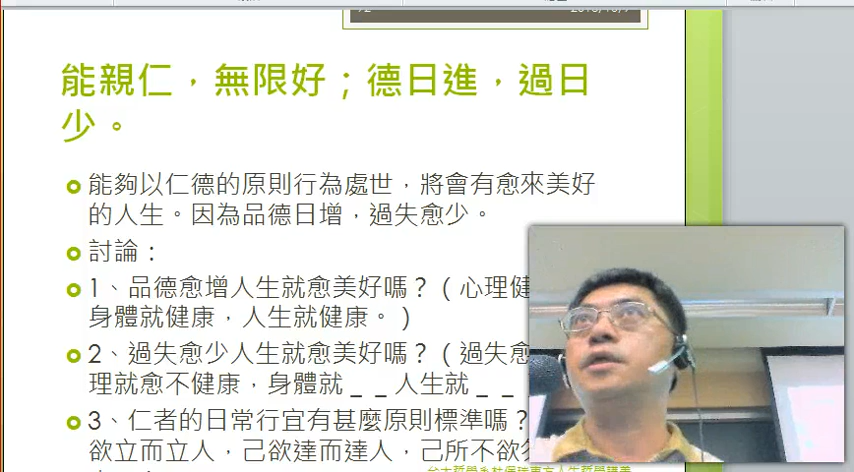 能親仁，無限好；德日進，過日
少。
能夠以仁德的原則行為處世，將會有愈來美好
的人生。因為品德日增，過失愈少。
討論：
1、品德愈增人生就愈美好嗎？（心理健
身體就健康，人生就健康。）
2、過失愈少人生就愈美好嗎？（過失愈
理就愈不健康，身體就＿＿人生就＿＿
3、仁者的日常行宜有甚麼原則標準嗎？
欲立而立人，己欲達而達人，己所不欲